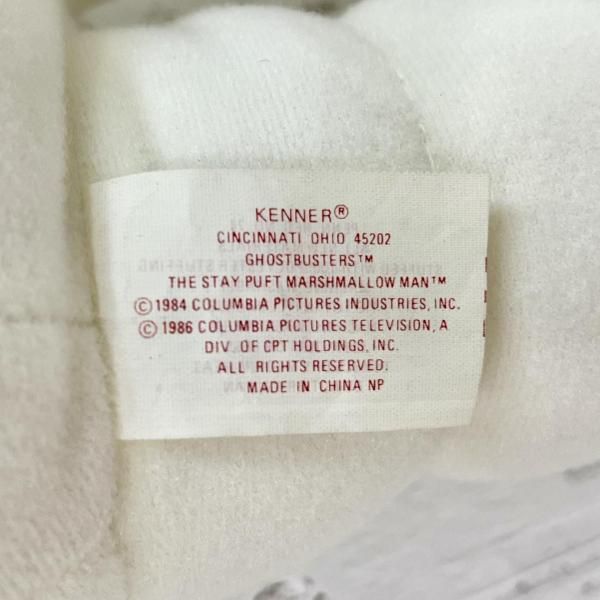 KENNER®
CINCINNATI OHIO 45202
GHOSTBUSTERS™
THE STAY PUFT MARSHMALLOW MAN™
©1984 COLUMBIA PICTURES INDUSTRIES, INC.
© 1986 COLUMBIA PICTURES TELEVISION, A
DIV. OF CPT HOLDINGS, INC.
ALL RIGHTS RESERVED.
MADE IN CHINA NP